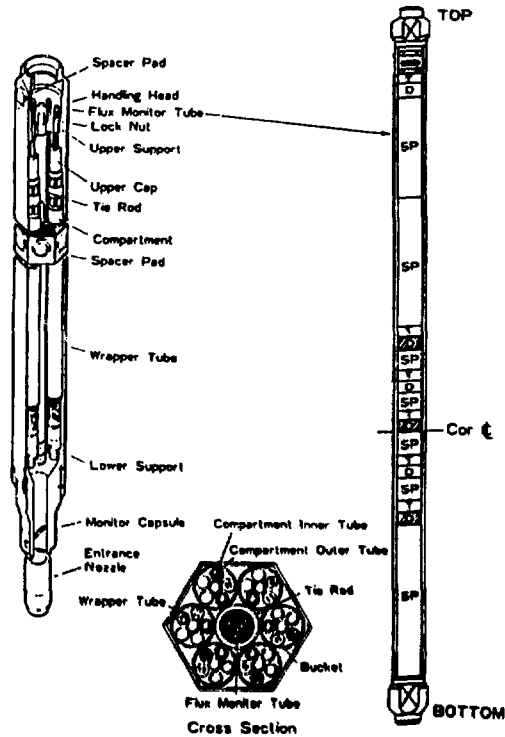 Spacer Pad
Handling Head
Flux Monitor Tube
Lock Nut
Upper Support
Upper Cap
Tie Rod
Compartment
Spacer Pad
Wrapper Tube
Lower Support
Monitor Capsule
Entrance
Nozzle
Compartment Inner Tube
Compartment Outer Tube
Tie Rod
Wrapper Tube
Bucket
Flux Monitor Tube
Cross Section
TOP
T
D
SP
SP
T
D
SP
T
D
SP
T
D
Cor ℄
SP
T
D
SP
T
D
SP
BOTTOM